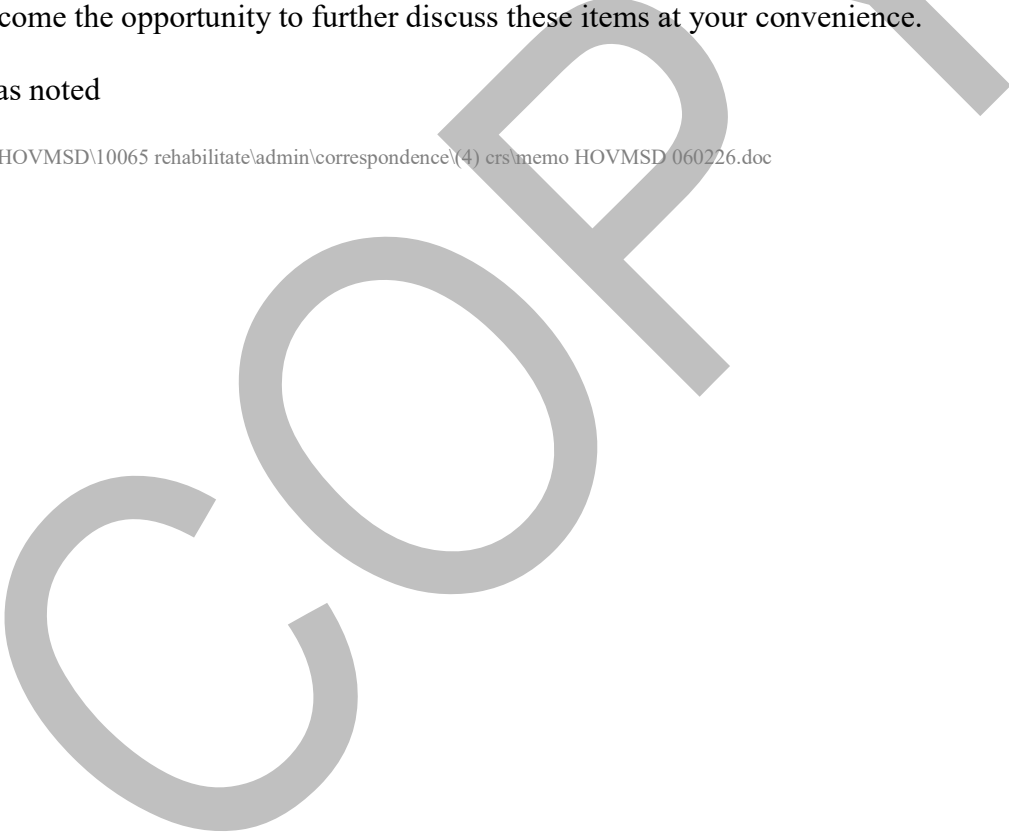 come the opportunity to further discuss these items at your convenience.
as noted
HOVMSD\10065 rehabilitate\admin\correspondence\(4) crs\memo HOVMSD 060226.doc
COPY